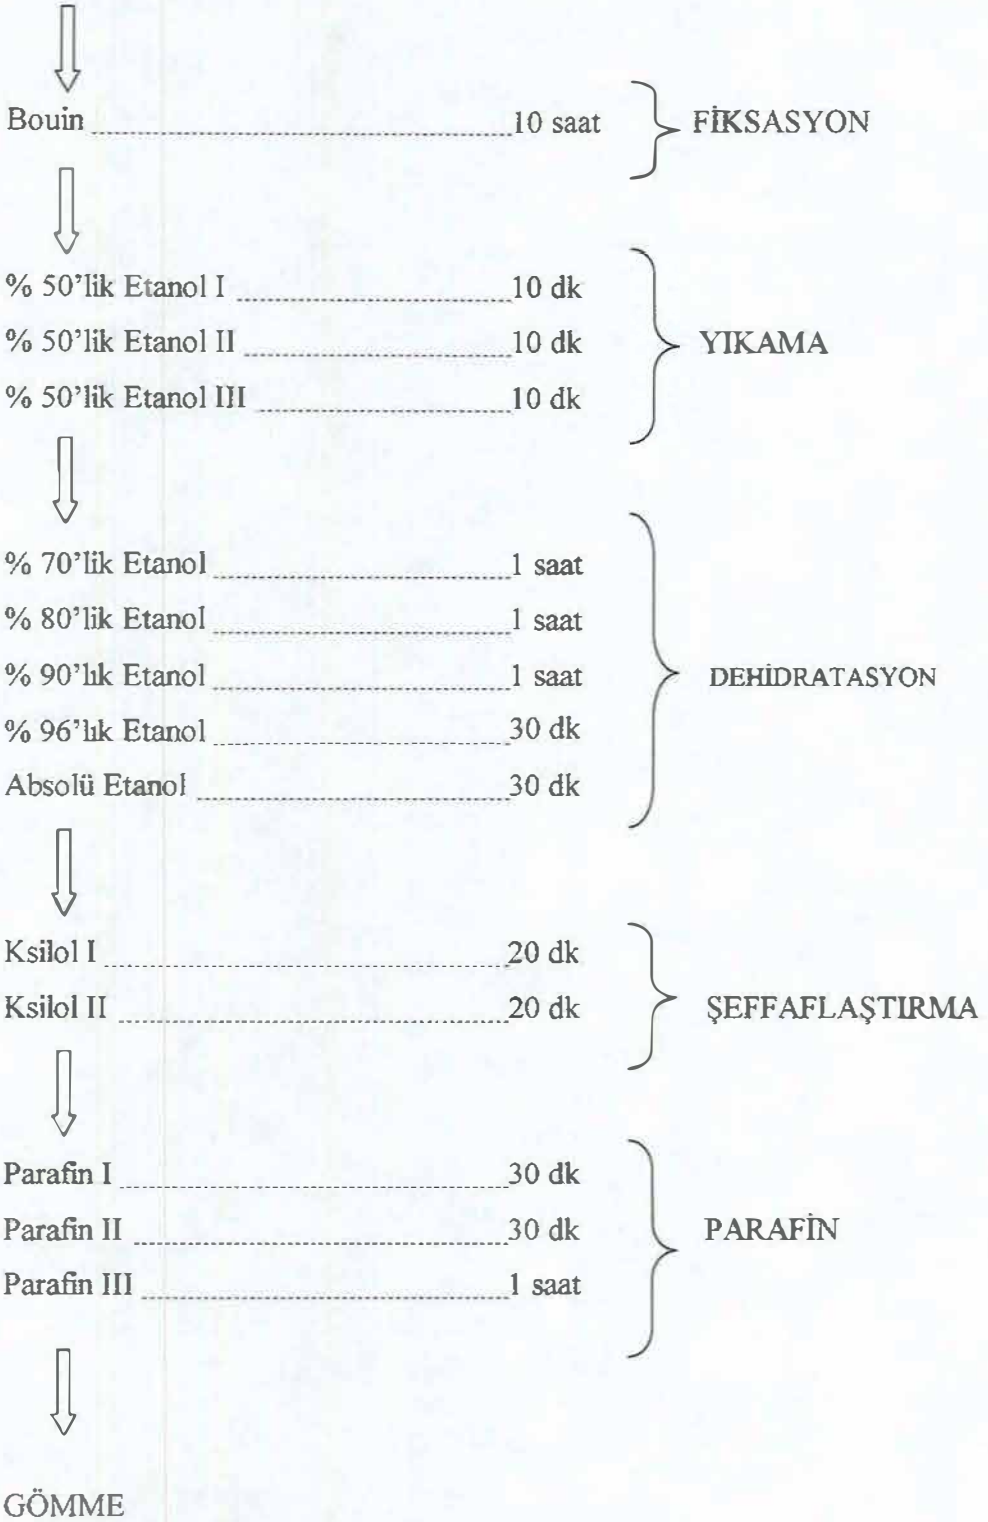 Bouin 10 saat FİKSASYON
% 50'lik Etanol I 10 dk
% 50'lik Etanol II 10 dk YIKAMA
% 50'lik Etanol III 10 dk
% 70'lik Etanol 1 saat
% 80'lik Etanol 1 saat
% 90'lık Etanol 1 saat DEHİDRATASYON
% 96'lık Etanol 30 dk
Absolü Etanol 30 dk
Ksilol I 20 dk
Ksilol II 20 dk ŞEFFAFLAŞTIRMA
Parafin I 30 dk
Parafin II 30 dk PARAFİN
Parafin III 1 saat
GÖMME